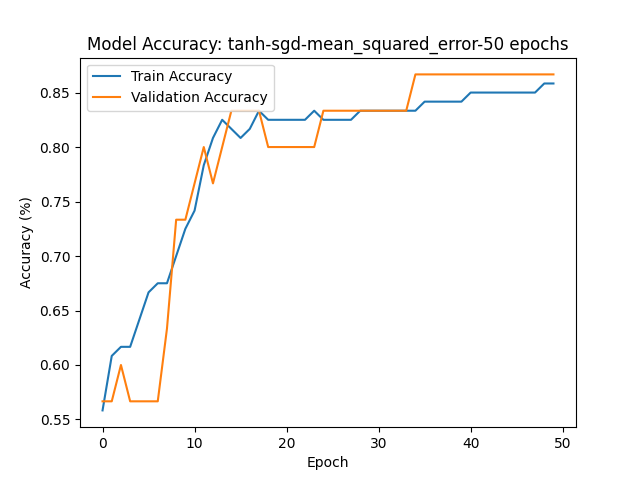 Model Accuracy: tanh-sgd-mean_squared_error-50 epochs
Train Accuracy
Validation Accuracy
Accuracy (%)
0.85
0.80
0.75
0.70
0.65
0.60
0.55
0 10 20 30 40 50
Epoch